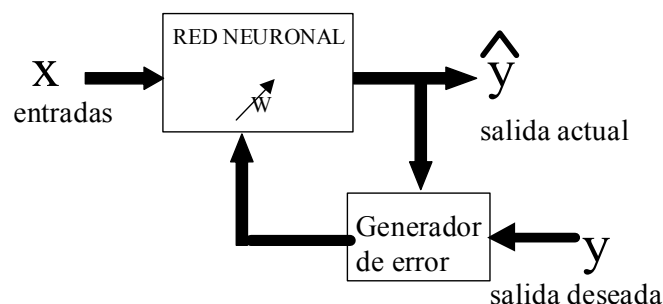 RED NEURONAL
x
entradas
w
ŷ
salida actual
Generador
de error
y
salida deseada